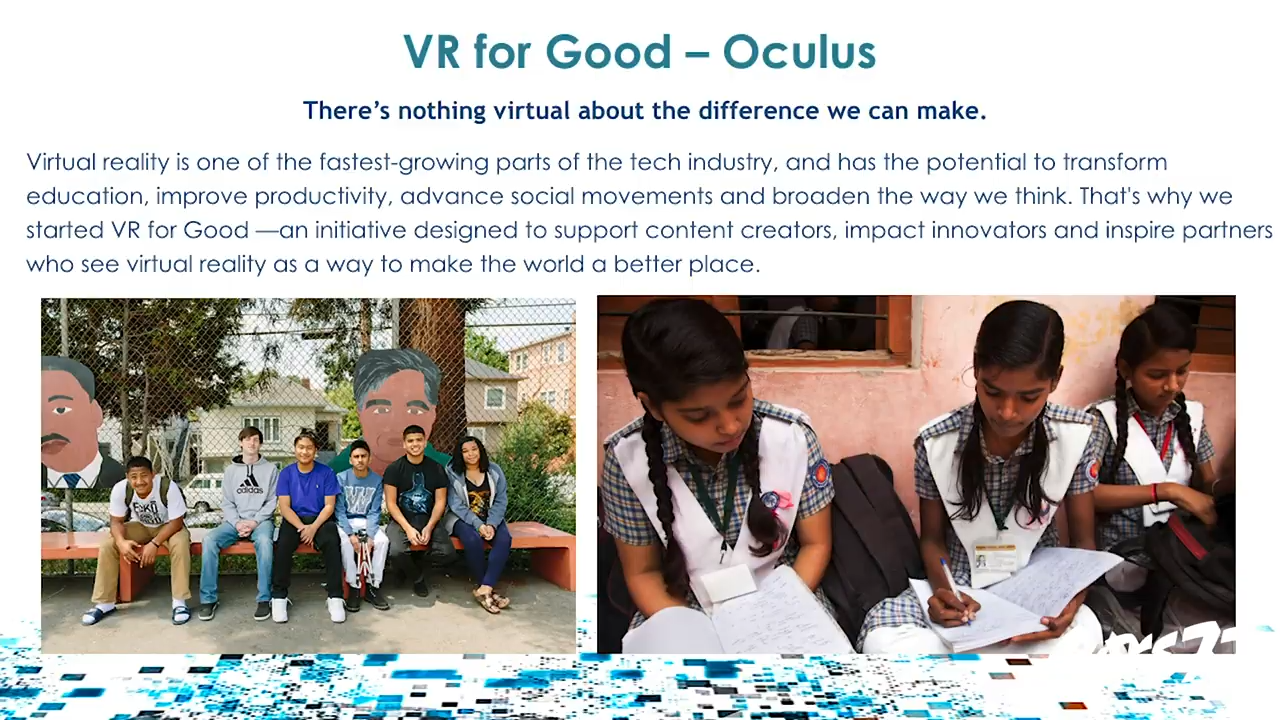 VR for Good – Oculus
There's nothing virtual about the difference we can make.
Virtual reality is one of the fastest-growing parts of the tech industry, and has the potential to transform
education, improve productivity, advance social movements and broaden the way we think. That's why we
started VR for Good —an initiative designed to support content creators, impact innovators and inspire partners
who see virtual reality as a way to make the world a better place.
adidas